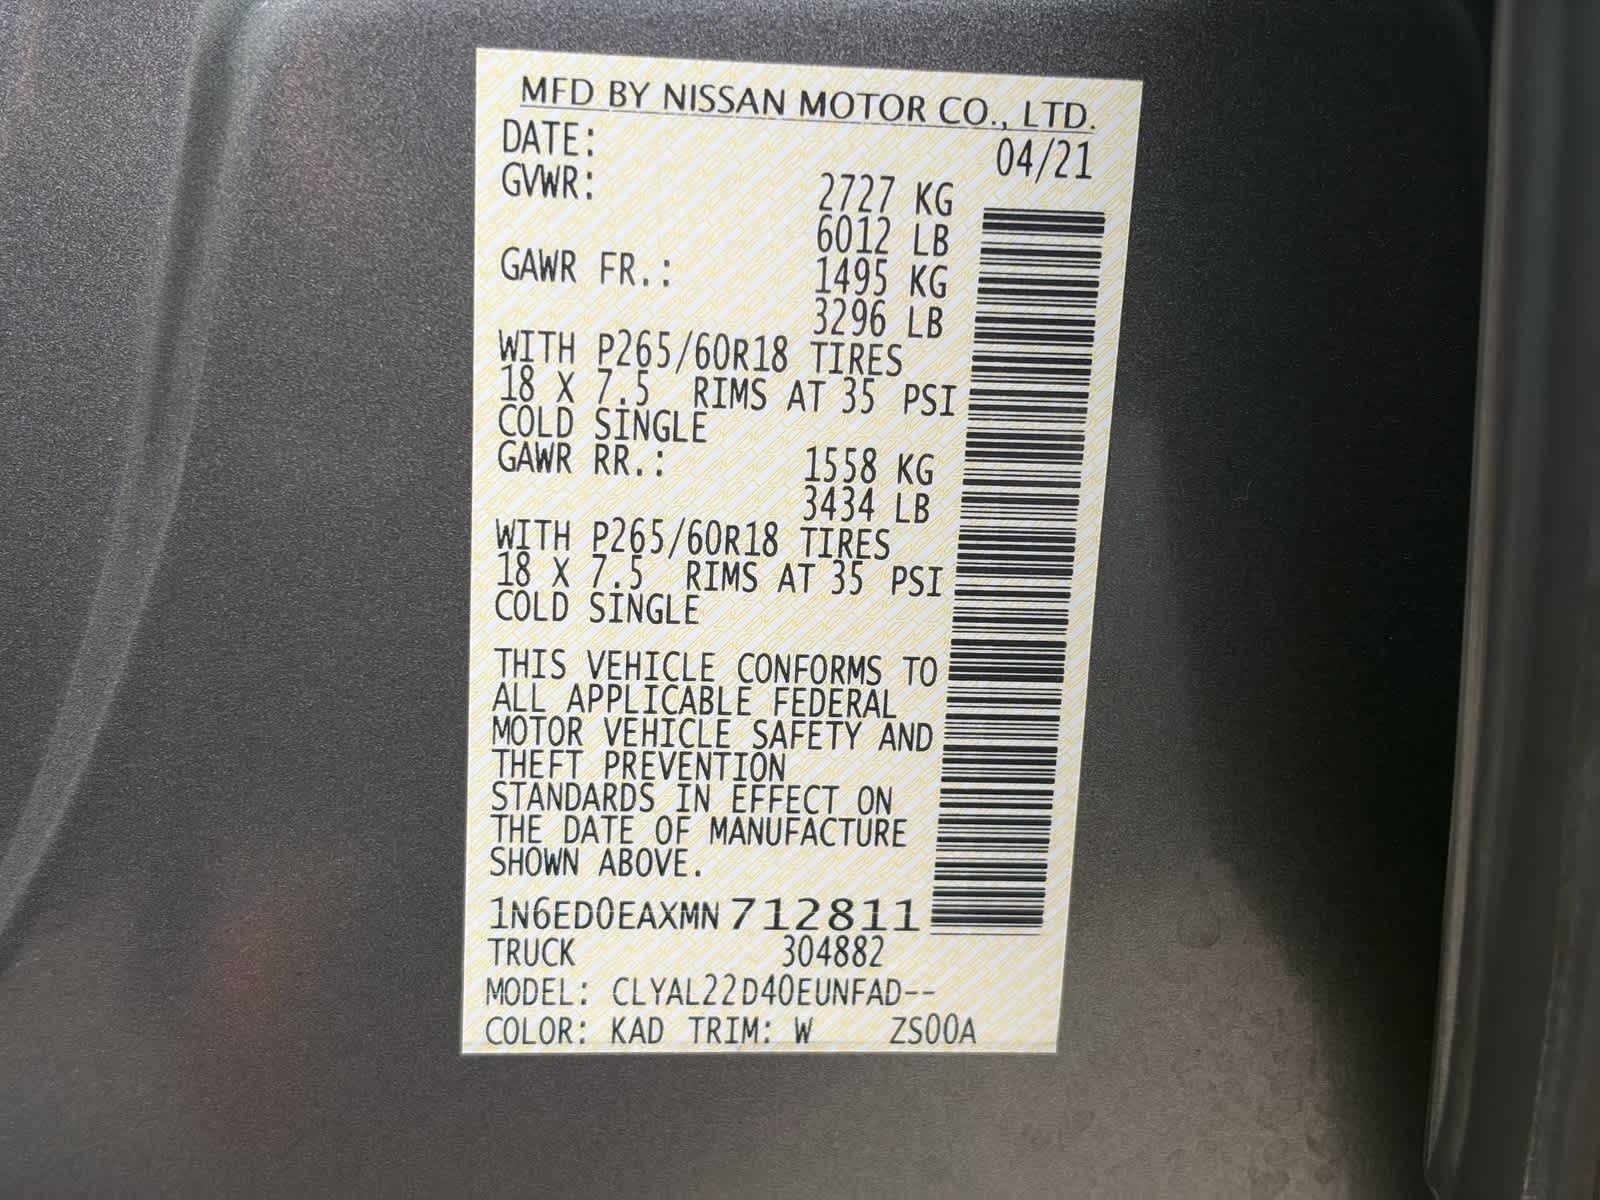 MFD BY NISSAN MOTOR CO., LTD.
DATE: 04/21
GVWR: 2727 KG
6012 LB
GAWR FR.: 1495 KG
3296 LB
WITH P265/60R18 TIRES
18 X 7.5 RIMS AT 35 PSI
COLD SINGLE
GAWR RR.: 1558 KG
3434 LB
WITH P265/60R18 TIRES
18 X 7.5 RIMS AT 35 PSI
COLD SINGLE
THIS VEHICLE CONFORMS TO
ALL APPLICABLE FEDERAL
MOTOR VEHICLE SAFETY AND
THEFT PREVENTION
STANDARDS IN EFFECT ON
THE DATE OF MANUFACTURE
SHOWN ABOVE.
1N6ED0EAXMN712811
TRUCK 304882
MODEL: CLYAL22D40EUNFAD--
COLOR: KAD TRIM: W ZS00A